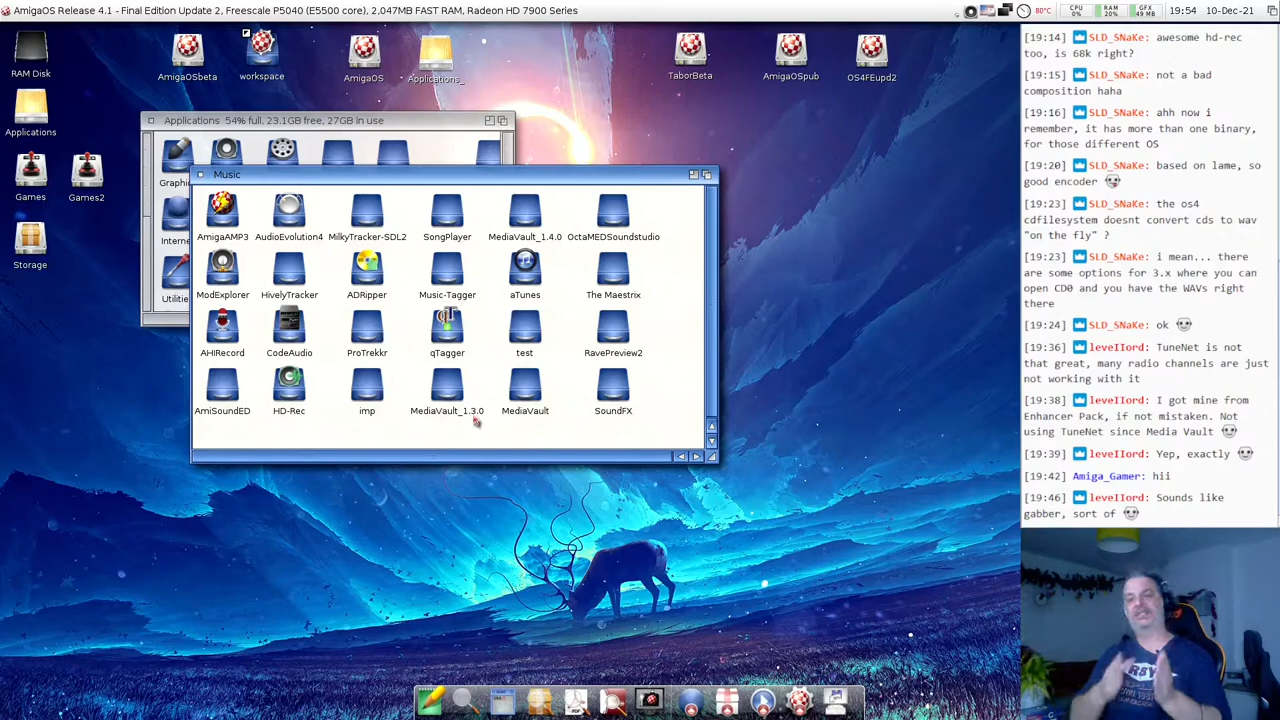 AmigaOS Release 4.1 - Final Edition Update 2, Freescale P5040 (E5500 core), 2,047MB FAST RAM, Radeon HD 7900 Series
80°C
CPU
0%
RAM
20%
GFX
49 MB
19:54
10-Dec-21
RAM Disk
AmigaOSbeta
workspace
AmigaOS
Applications_
TaborBeta
AmigaOSpub
OS4FEupd2
Applications
Games
Games2
Storage
Applications 54% full, 23.1GB free, 27GB in use
Graphi
Interne
Utilitie
Music
AmigaAMP3
AudioEvolution4
MilkyTracker-SDL2
SongPlayer
MediaVault_1.4.0
OctaMEDSoundstudio
ModExplorer
HivelyTracker
ADRipper
Music-Tagger
aTunes
The Maestrix
AHIRecord
CodeAudio
ProTrekkr
qTagger
test
RavePreview2
AmiSoundED
HD-Rec
imp
MediaVault_1.3.0
MediaVault
SoundFX
[19:14] SLD_SNaKe: awesome hd-rec
too, is 68k right?
[19:15] SLD_SNaKe: not a bad
composition haha
[19:16] SLD_SNaKe: ahh now i
remember, it has more than one binary,
for those different OS
[19:20] SLD_SNaKe: based on lame, so
good encoder
[19:23] SLD_SNaKe: the os4
cdfilesystem doesnt convert cds to wav
"on the fly" ?
[19:23] SLD_SNaKe: i mean... there
are some options for 3.x where you can
open CD0 and you have the WAVs right
there
[19:24] SLD_SNaKe: ok
[19:36] leveIIord: TuneNet is not
that great, many radio channels are just
not working with it
[19:38] leveIIord: I got mine from
Enhancer Pack, if not mistaken. Not
using TuneNet since Media Vault
[19:39] leveIIord: Yep, exactly
[19:42] Amiga_Gamer: hii
[19:46] leveIIord: Sounds like
gabber, sort of
PDF